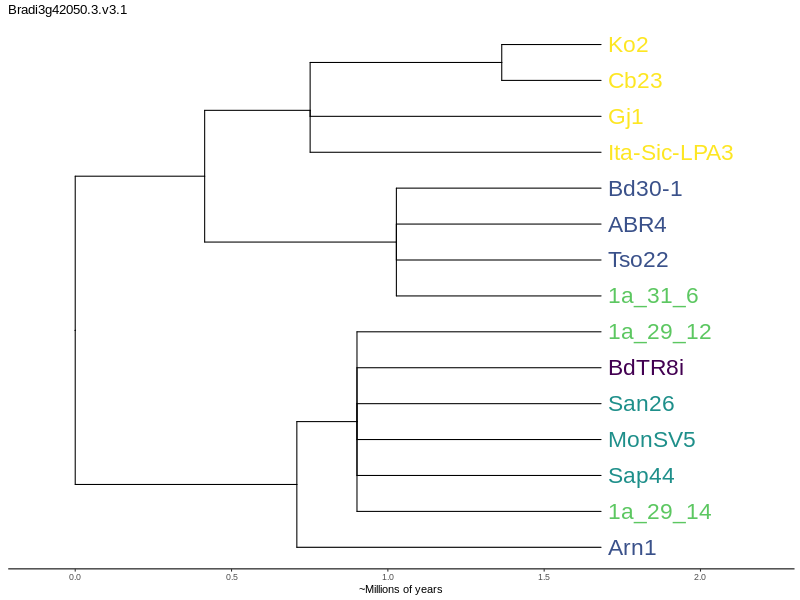 Bradi3g42050.3.v3.1
Ko2
Cb23
Gj1
Ita-Sic-LPA3
Bd30-1
ABR4
Tso22
1a_31_6
1a_29_12
BdTR8i
San26
MonSV5
Sap44
1a_29_14
Arn1
0.0 0.5 1.0 1.5 2.0
~Millions of years